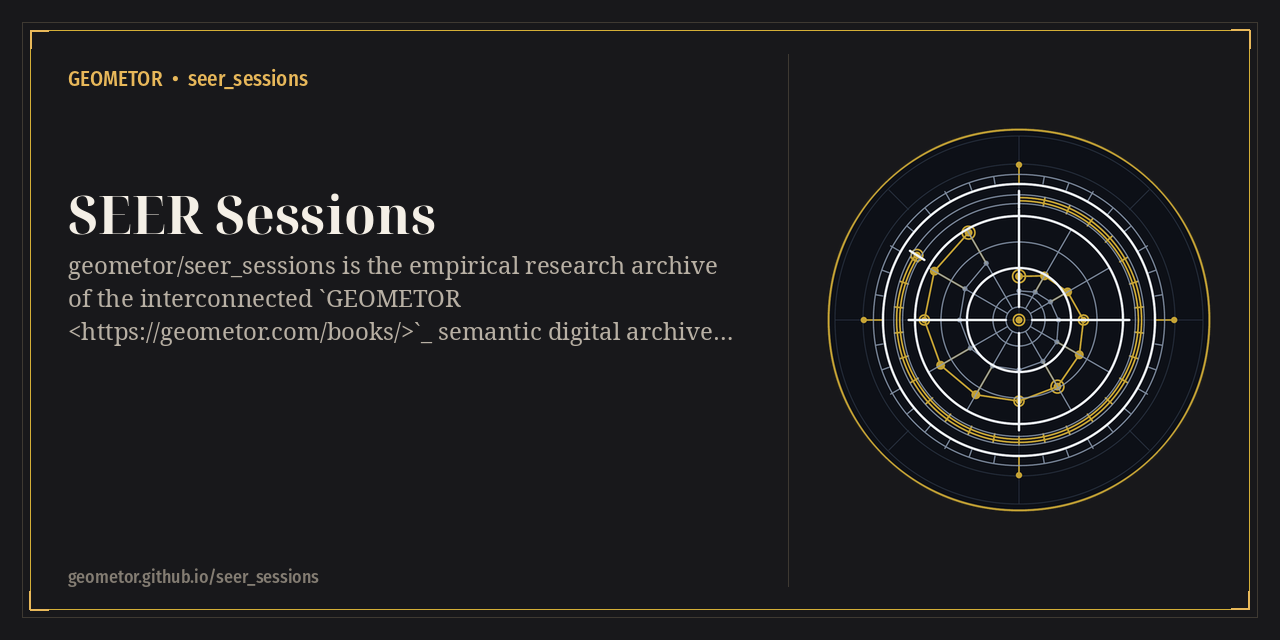 GEOMETOR • seer_sessions
SEER Sessions
geometor/seer_sessions is the empirical research archive
of the interconnected `GEOMETOR
<https://geometor.com/books/>`_ semantic digital archive...
geometor.github.io/seer_sessions